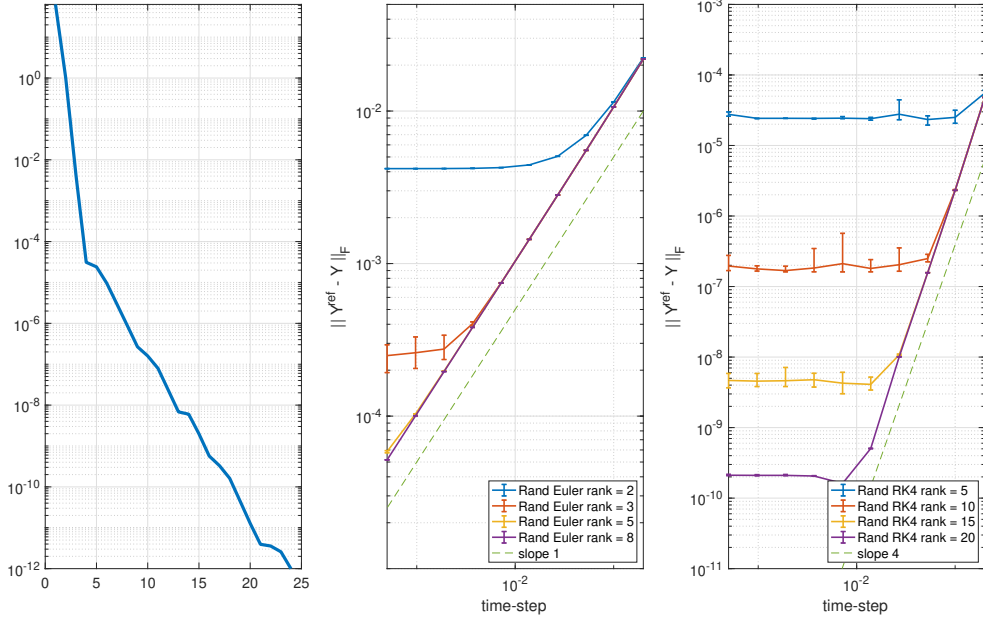 10^0
10^-2
10^-4
10^-6
10^-8
10^-10
10^-12
0 5 10 15 20 25
|| Y^ref - Y ||_F
10^-2
10^-3
10^-4
Rand Euler rank = 2
Rand Euler rank = 3
Rand Euler rank = 5
Rand Euler rank = 8
slope 1
10^-2
time-step
|| Y^ref - Y ||_F
10^-3
10^-4
10^-5
10^-6
10^-7
10^-8
10^-9
10^-10
10^-11
Rand RK4 rank = 5
Rand RK4 rank = 10
Rand RK4 rank = 15
Rand RK4 rank = 20
slope 4
10^-2
time-step